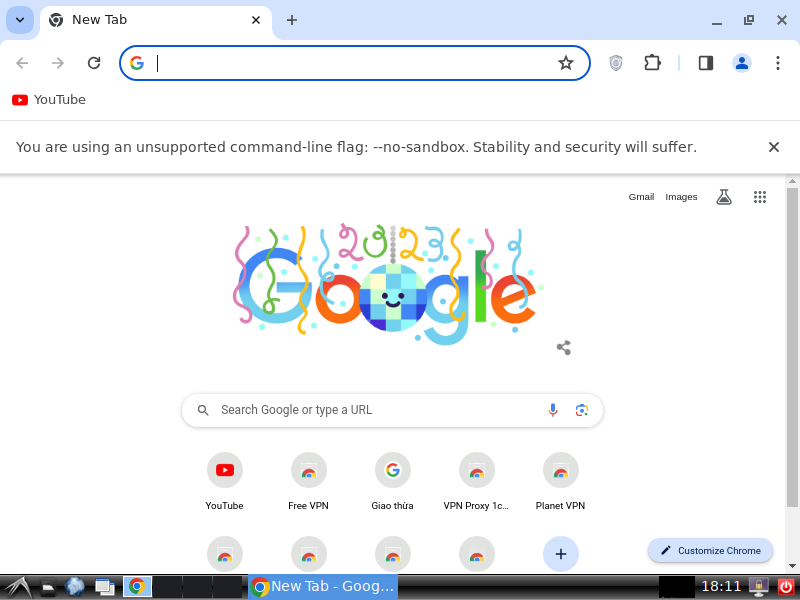 New Tab
YouTube
You are using an unsupported command-line flag: --no-sandbox. Stability and security will suffer.
Gmail Images
2023
Google
Search Google or type a URL
YouTube Free VPN Giao thừa VPN Proxy 1c... Planet VPN
Customize Chrome
New Tab - Goog... 18:11